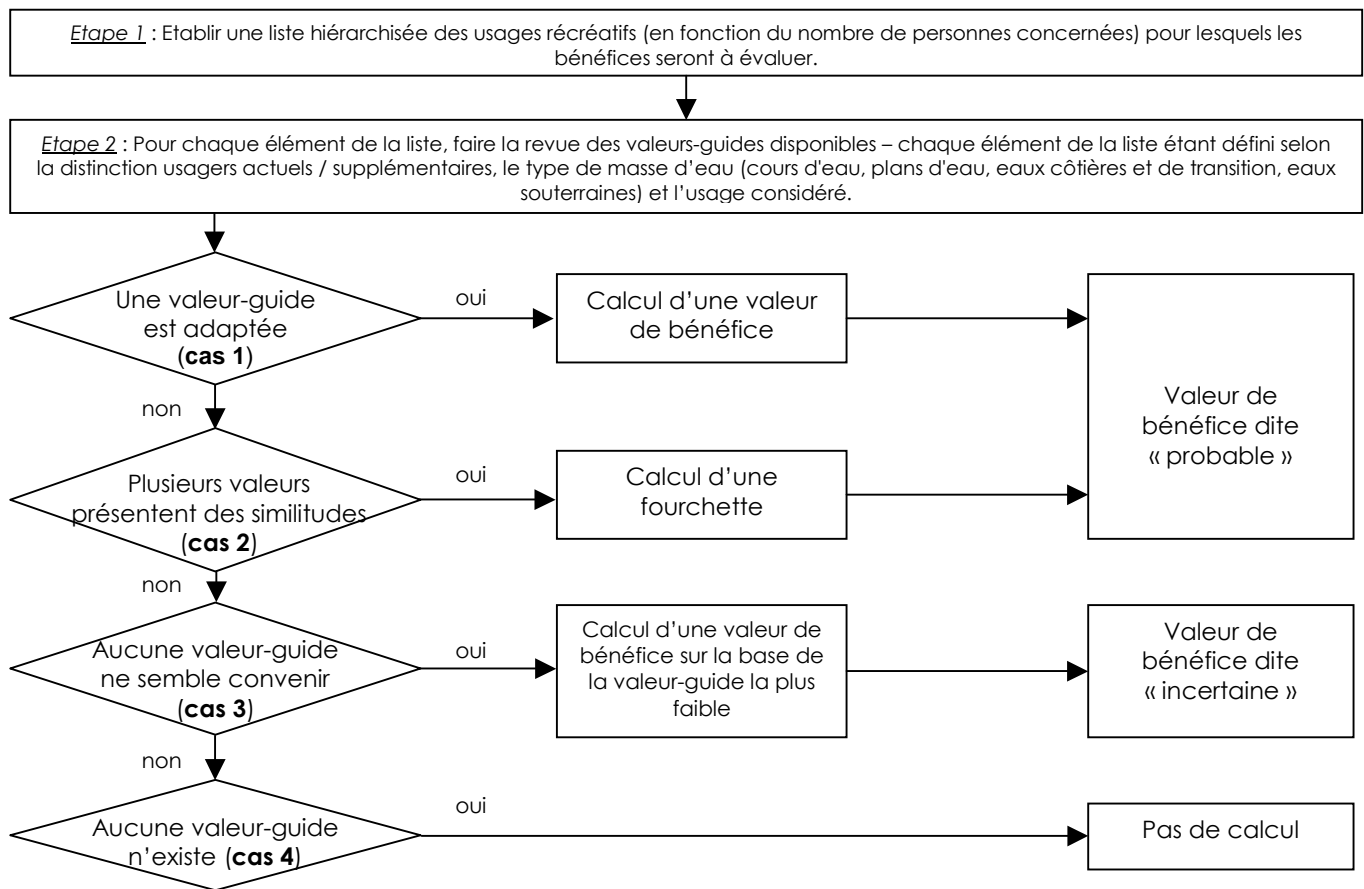 Etape 1 : Etablir une liste hiérarchisée des usages récréatifs (en fonction du nombre de personnes concernées) pour lesquels les
bénéfices seront à évaluer.
Etape 2 : Pour chaque élément de la liste, faire la revue des valeurs-guides disponibles – chaque élément de la liste étant défini selon
la distinction usagers actuels / supplémentaires, le type de masse d’eau (cours d'eau, plans d'eau, eaux côtières et de transition, eaux
souterraines) et l’usage considéré.
Une valeur-guide
est adaptée
(cas 1)
oui
Calcul d’une valeur
de bénéfice
Valeur de
bénéfice dite
« probable »
non
Plusieurs valeurs
présentent des similitudes
(cas 2)
oui
Calcul d’une
fourchette
non
Aucune valeur-guide
ne semble convenir
(cas 3)
oui
Calcul d’une valeur de
bénéfice sur la base de
la valeur-guide la plus
faible
Valeur de
bénéfice dite
« incertaine »
non
Aucune valeur-guide
n’existe (cas 4)
oui
Pas de calcul